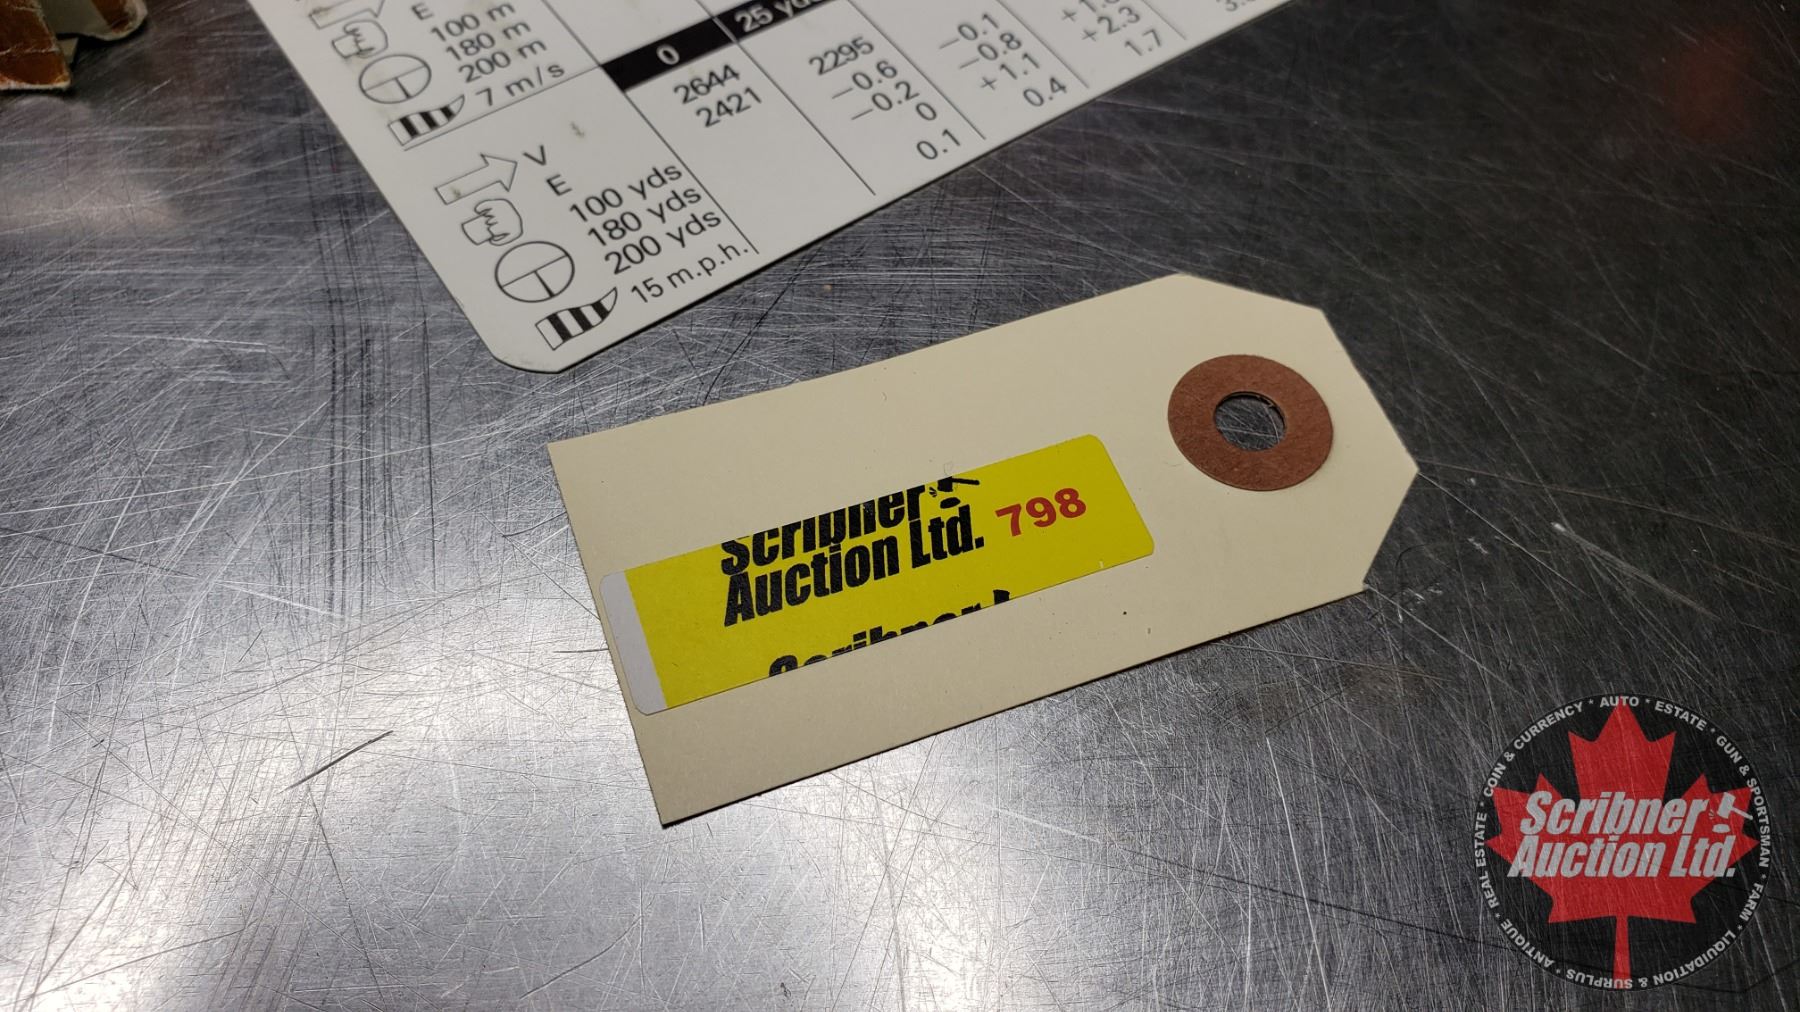 E
100 m
180 m
200 m
7 m/s
0
25
2644
2421
2295
−0.6
−0.2
0
0.1
−0.1
−0.8
+1.1
0.4
+2.3
1.7
V
E
100 yds
180 yds
200 yds
15 m.p.h.
Scribner
Auction Ltd. 798
Scribner
REAL ESTATE * COIN & CURRENCY * AUTO * ESTATE * GUN & SPORTSMAN * FARM * LIQUIDATION & SURPLUS * ANTIQUE *
Scribner
Auction Ltd.